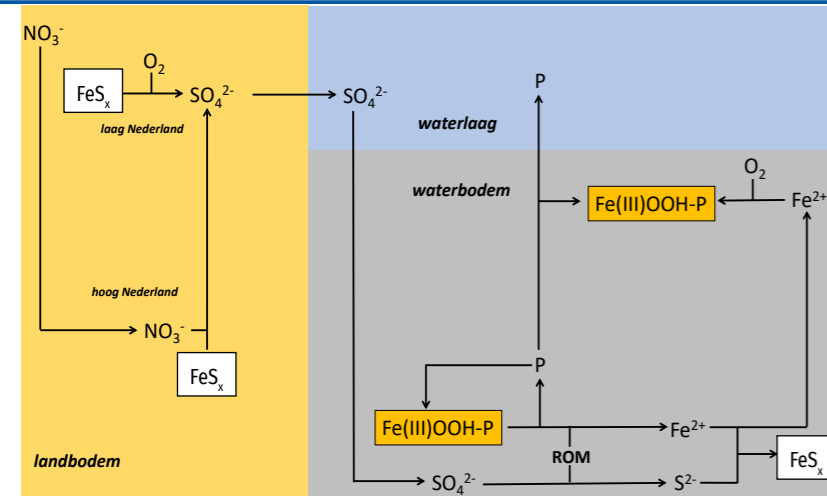 NO₃⁻
O₂
FeSₓ
SO₄²⁻
SO₄²⁻
P
laag Nederland
waterlaag
waterbodem
O₂
Fe(III)OOH-P
Fe²⁺
hoog Nederland
NO₃⁻
FeSₓ
P
Fe(III)OOH-P
Fe²⁺
ROM
FeSₓ
landbodem
SO₄²⁻
S²⁻